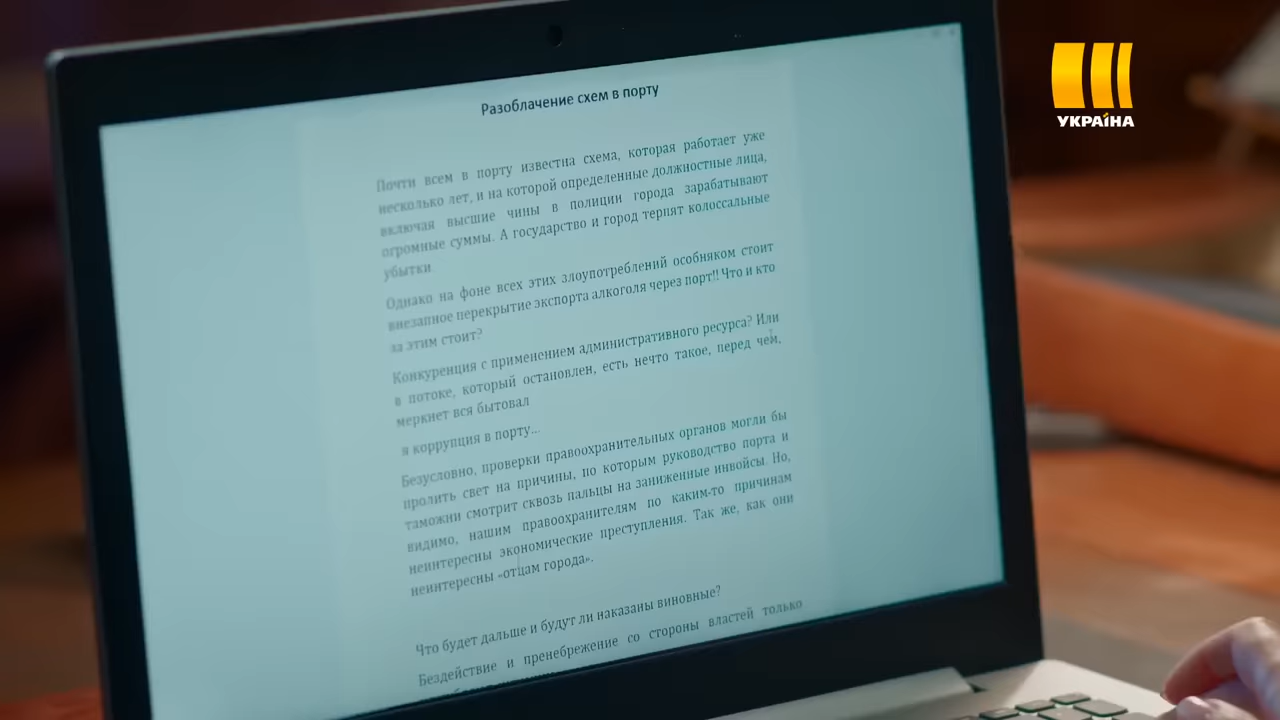 Разоблачение схем в порту
Почти всем в порту известна схема, которая работает уже
несколько лет, и на которой определенные должностные лица,
включая высшие чины в полиции города зарабатывают
огромные суммы. А государство и город терпят колоссальные
убытки.
Однако на фоне всех этих злоупотреблений особняком стоит
внезапное перекрытие экспорта алкоголя через порт!! Что и кто
за этим стоит?
Конкуренция с применением административного ресурса? Или
в потоке, который остановлен, есть нечто такое, перед чем,
меркнет вся бытовал
я коррупция в порту...
Безусловно, проверки правоохранительных органов могли бы
пролить свет на причины, по которым руководство порта и
таможни смотрит сквозь пальцы на заниженные инвойсы. Но,
видимо, нашим правоохранителям по каким-то причинам
неинтересны экономические преступления. Так же, как они
неинтересны «отцам города».
Что будет дальше и будут ли наказаны виновные?
Бездействие и пренебрежение со стороны властей только
УКРАЇНА